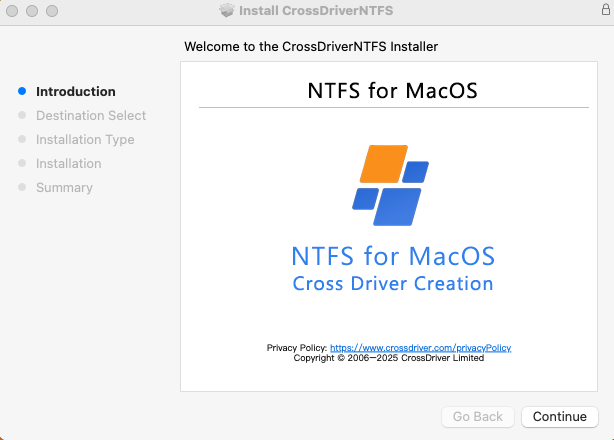 Install CrossDriverNTFS
Welcome to the CrossDriverNTFS Installer
Introduction
Destination Select
Installation Type
Installation
Summary
NTFS for MacOS
NTFS for MacOS
Cross Driver Creation
Privacy Policy: https://www.crossdriver.com/privacyPolicy
Copyright © 2006—2025 CrossDriver Limited
Go Back
Continue